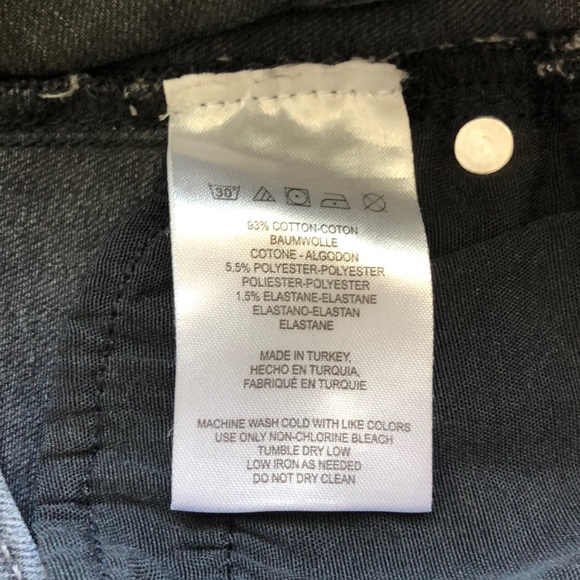 30°
93% COTTON-COTON
BAUMWOLLE
COTONE - ALGODON
5.5% POLYESTER-POLYESTER
POLIESTER-POLYESTER
1.5% ELASTANE-ELASTANE
ELASTANO-ELASTAN
ELASTANE
MADE IN TURKEY,
HECHO EN TURQUIA,
FABRIQUÉ EN TURQUIE
MACHINE WASH COLD WITH LIKE COLORS
USE ONLY NON-CHLORINE BLEACH
TUMBLE DRY LOW
LOW IRON AS NEEDED
DO NOT DRY CLEAN